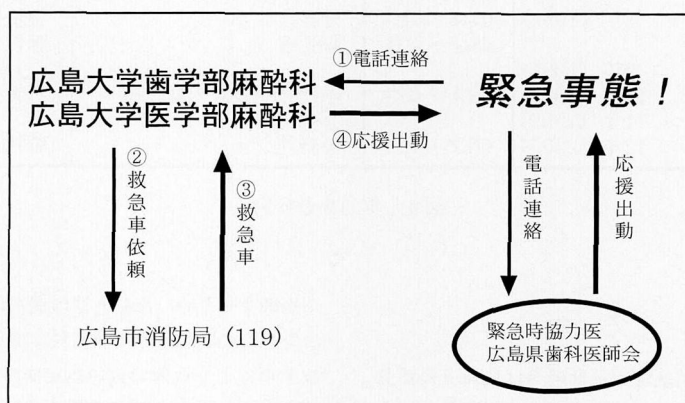 ①電話連絡
広島大学歯学部麻酔科
広島大学医学部麻酔科
緊急事態！
④応援出動
②救急車依頼
③救急車
電話連絡
応援出動
広島市消防局（119）
緊急時協力医
広島県歯科医師会